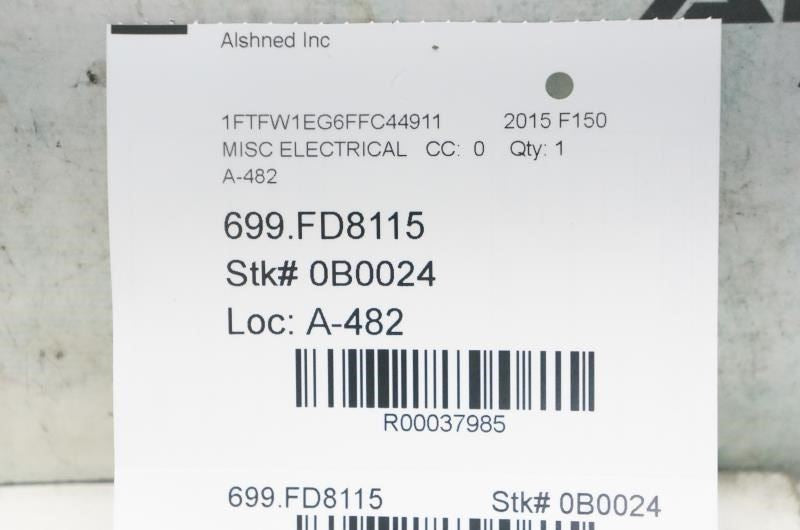 Alshned Inc
1FTFW1EG6FFC44911 2015 F150
MISC ELECTRICAL CC: 0 Qty: 1
A-482
699.FD8115
Stk# 0B0024
Loc: A-482
R00037985
699.FD8115 Stk# 0B0024